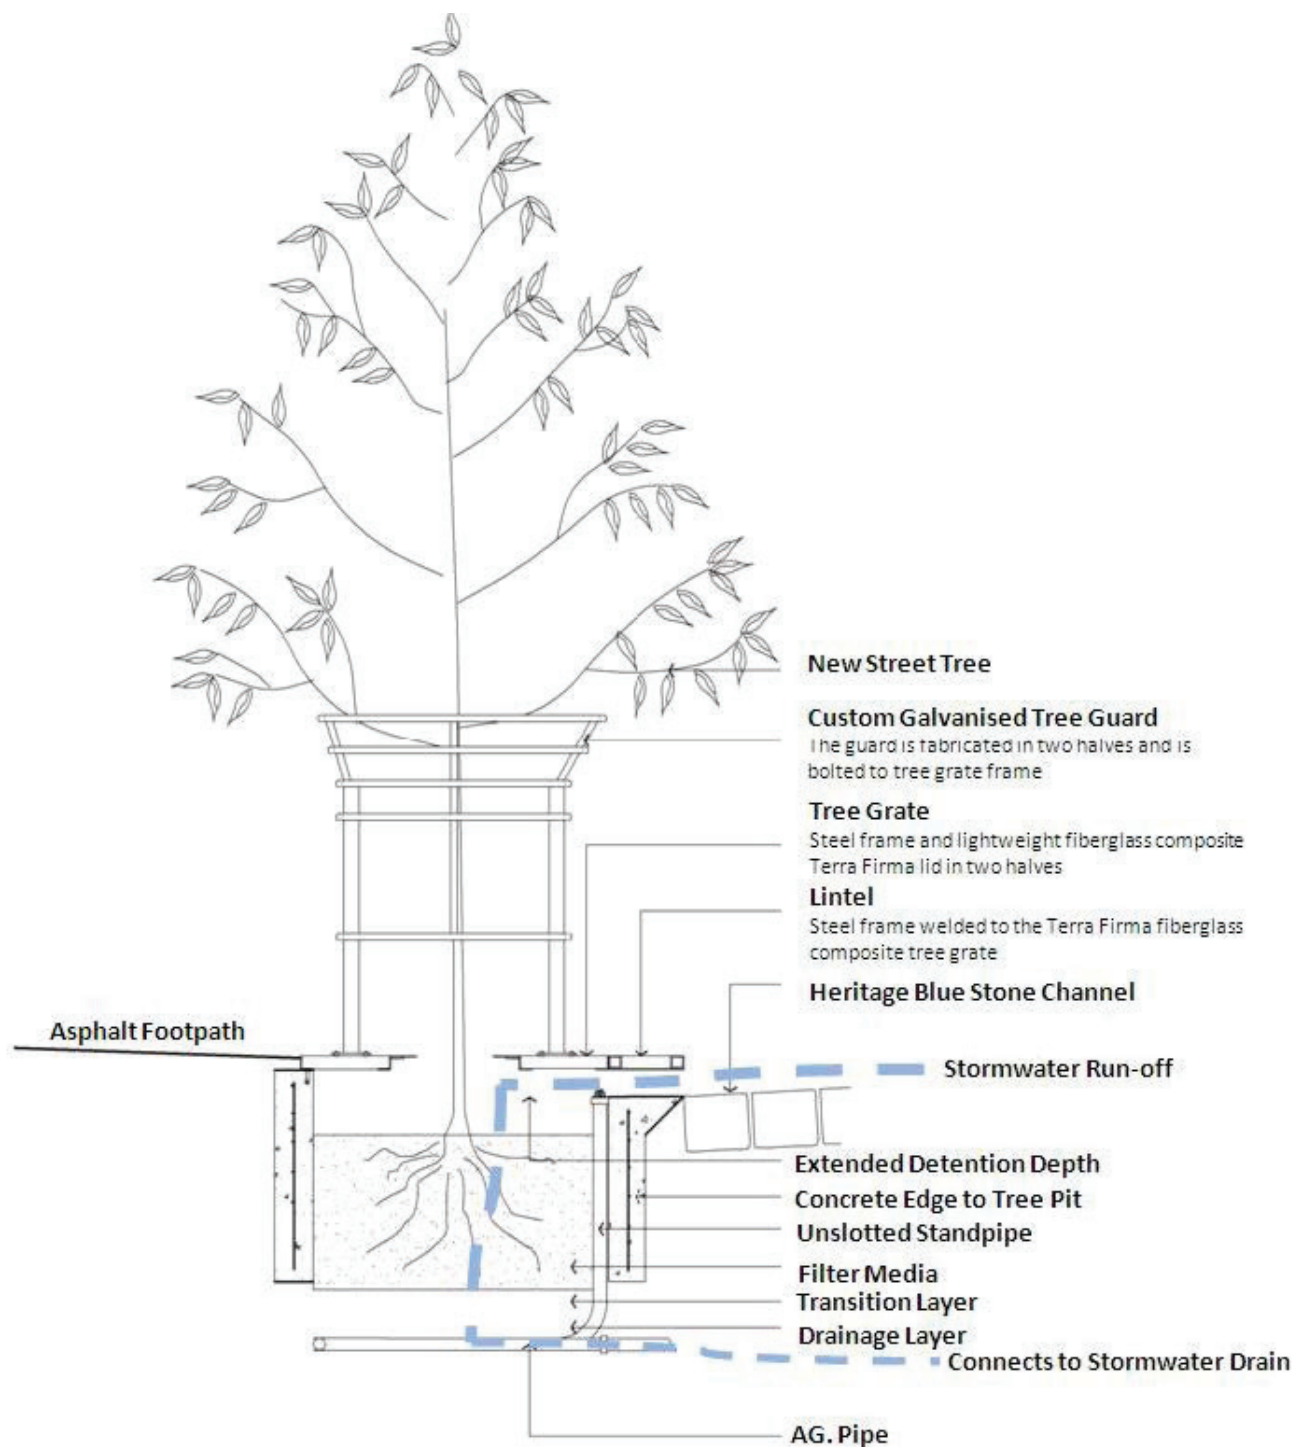 New Street Tree
Custom Galvanised Tree Guard
The guard is fabricated in two halves and is
bolted to tree grate frame
Tree Grate
Steel frame and lightweight fiberglass composite
Terra Firma lid in two halves
Lintel
Steel frame welded to the Terra Firma fiberglass
composite tree grate
Heritage Blue Stone Channel
Asphalt Footpath
Stormwater Run-off
Extended Detention Depth
Concrete Edge to Tree Pit
Unslotted Standpipe
Filter Media
Transition Layer
Drainage Layer
Connects to Stormwater Drain
AG. Pipe